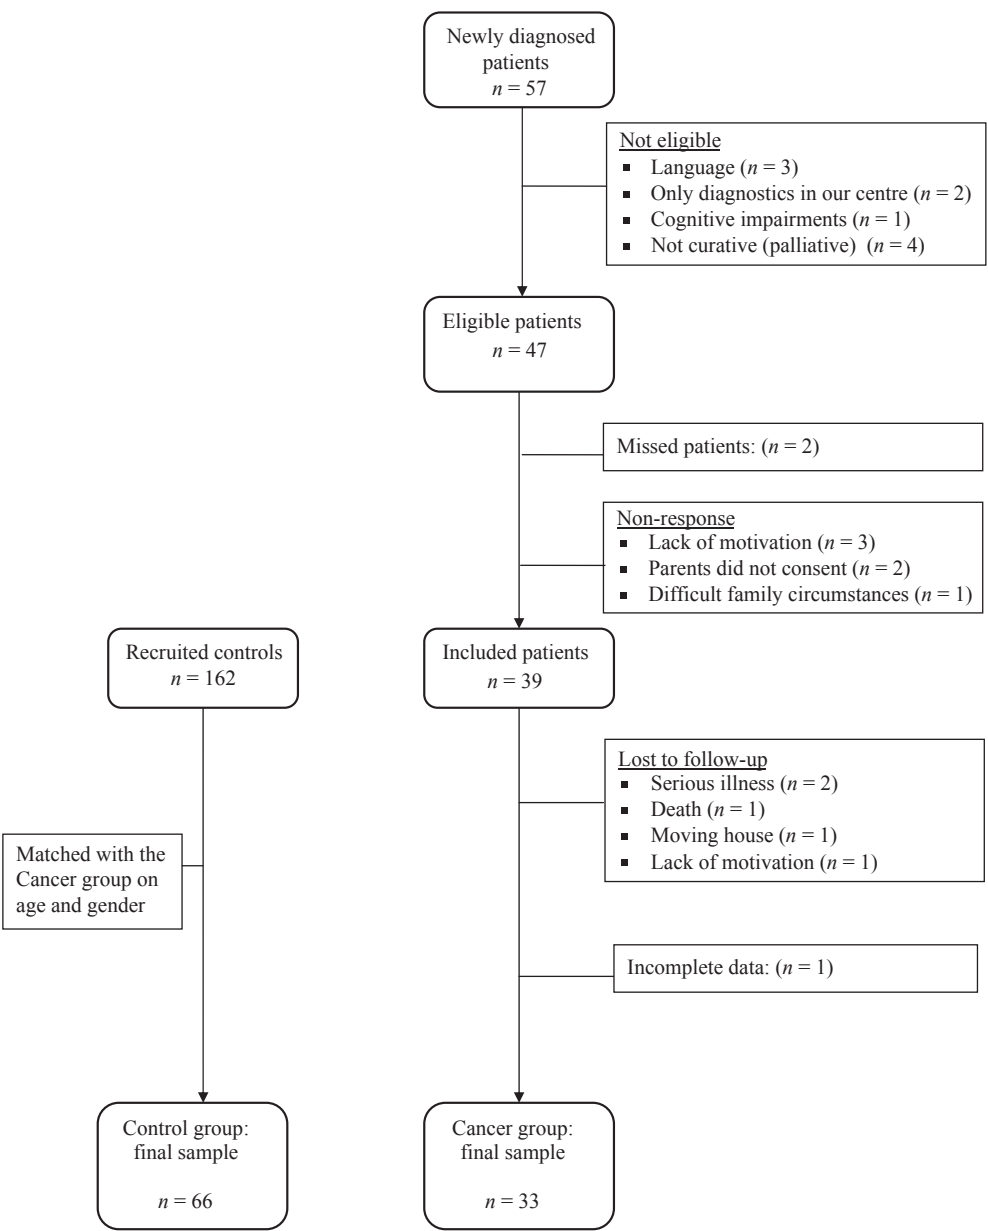 Newly diagnosed
patients
n = 57
Not eligible
▪ Language (n = 3)
▪ Only diagnostics in our centre (n = 2)
▪ Cognitive impairments (n = 1)
▪ Not curative (palliative) (n = 4)
Eligible patients
n = 47
Missed patients: (n = 2)
Non-response
▪ Lack of motivation (n = 3)
▪ Parents did not consent (n = 2)
▪ Difficult family circumstances (n = 1)
Recruited controls
n = 162
Included patients
n = 39
Lost to follow-up
▪ Serious illness (n = 2)
▪ Death (n = 1)
▪ Moving house (n = 1)
▪ Lack of motivation (n = 1)
Matched with the
Cancer group on
age and gender
Incomplete data: (n = 1)
Control group:
final sample
n = 66
Cancer group:
final sample
n = 33